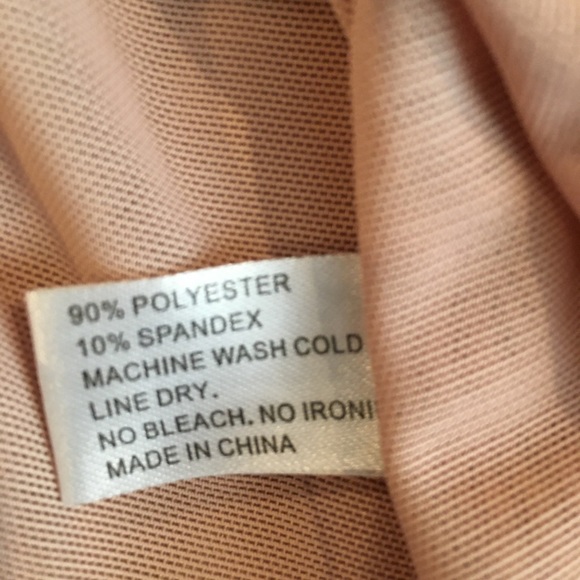 90% POLYESTER
10% SPANDEX
MACHINE WASH COLD
LINE DRY.
NO BLEACH. NO IRONI
MADE IN CHINA